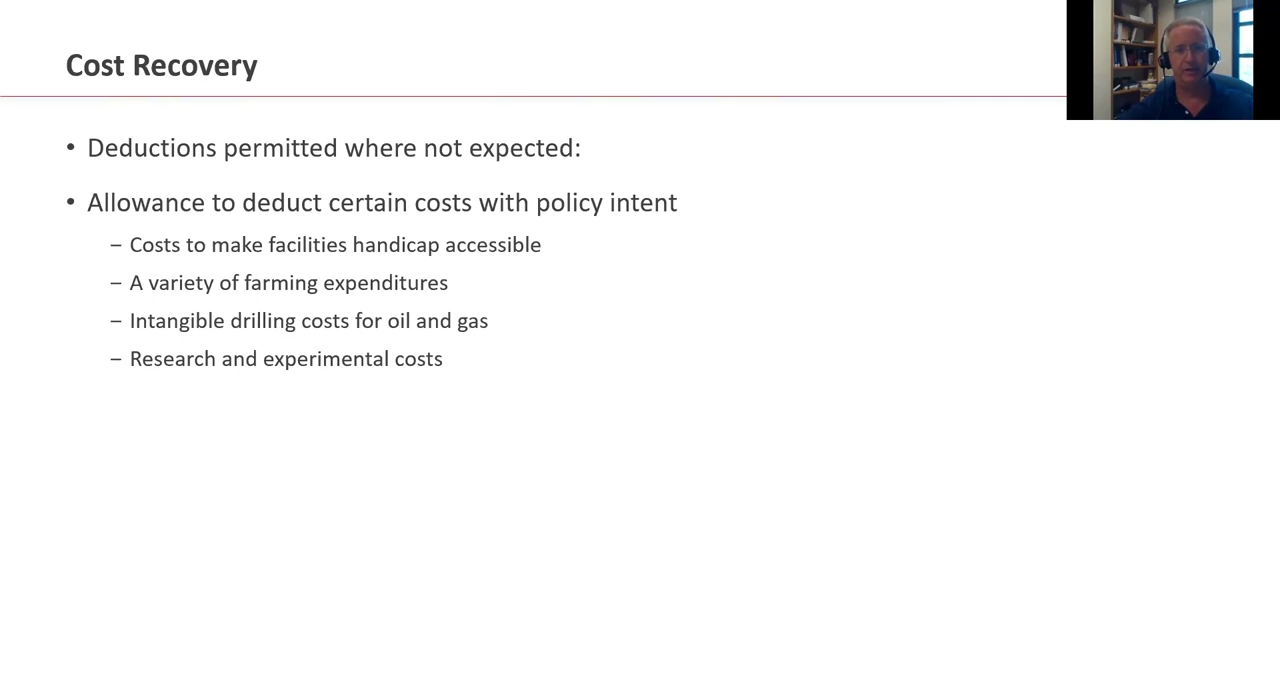 Cost Recovery
• Deductions permitted where not expected:
• Allowance to deduct certain costs with policy intent
– Costs to make facilities handicap accessible
– A variety of farming expenditures
– Intangible drilling costs for oil and gas
– Research and experimental costs